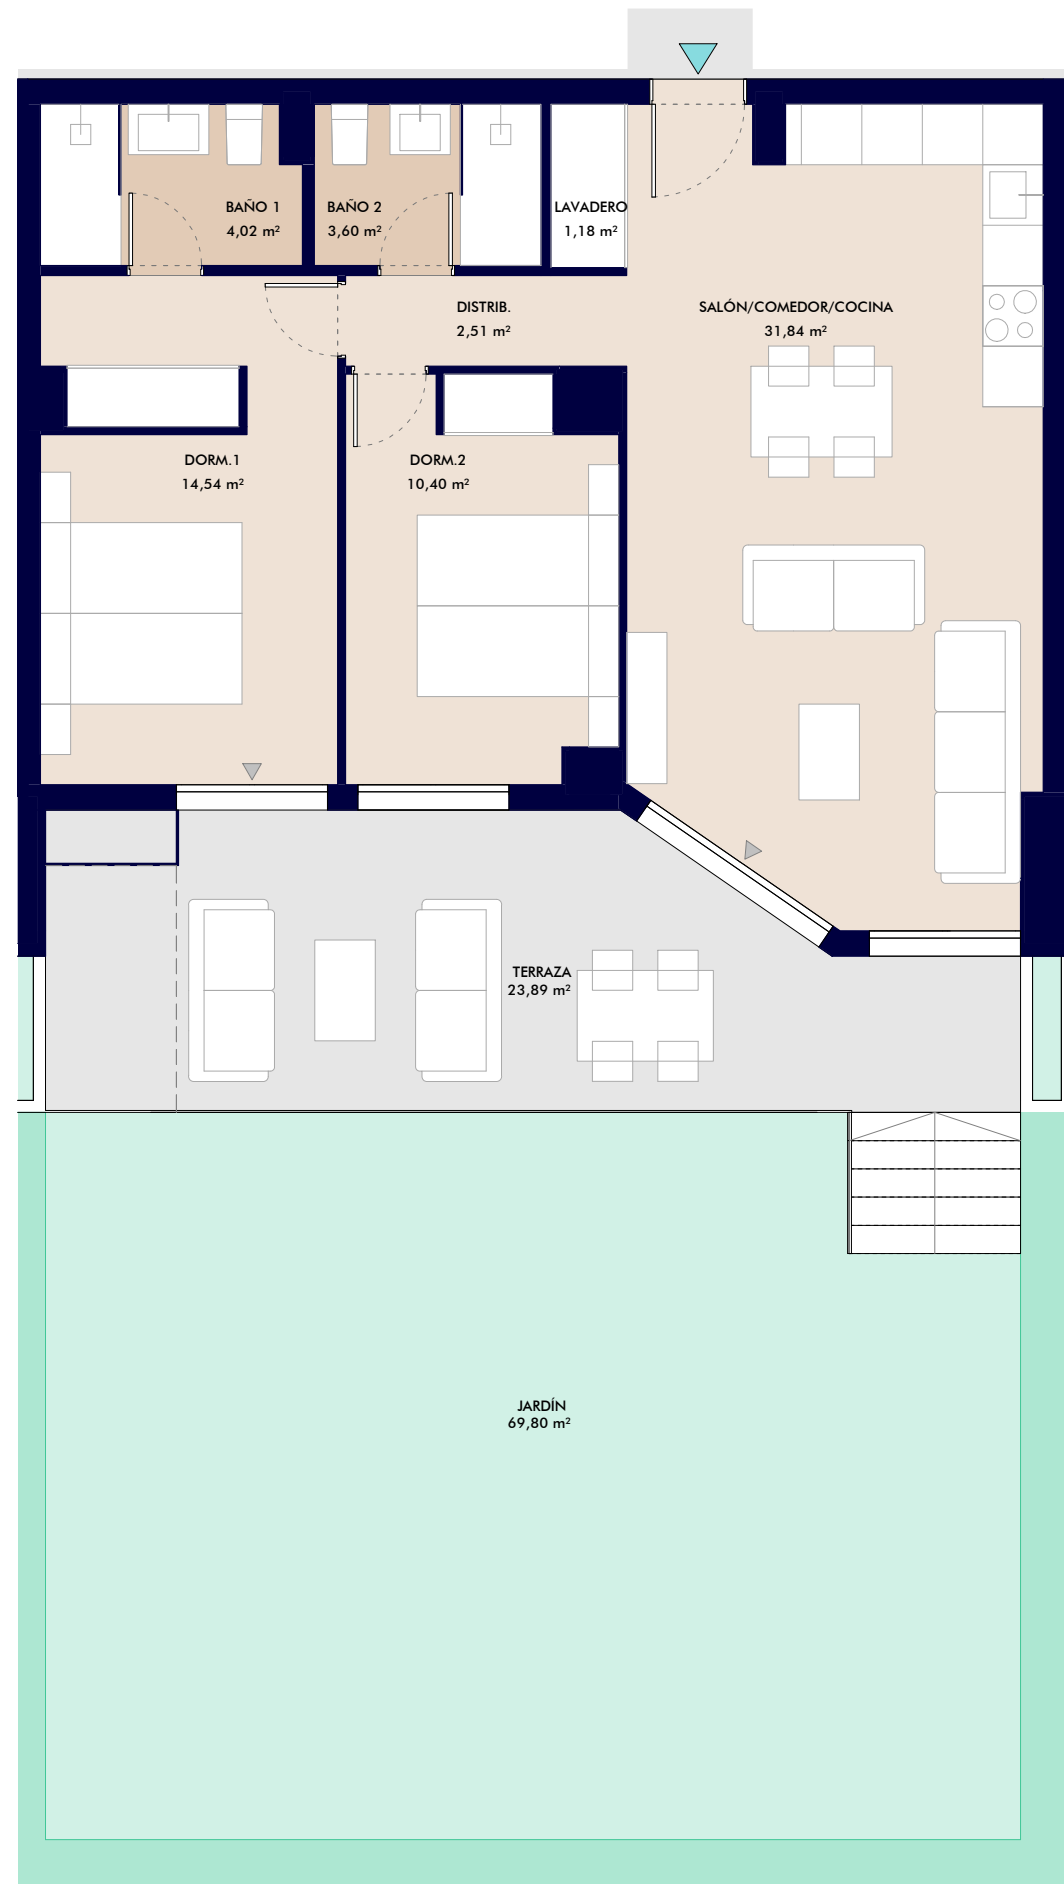 BAÑO 1
4,02 m²
BAÑO 2
3,60 m²
LAVADERO
1,18 m²
DISTRIB.
2,51 m²
SALÓN/COMEDOR/COCINA
31,84 m²
DORM.1
14,54 m²
DORM.2
10,40 m²
TERRAZA
23,89 m²
JARDÍN
69,80 m²